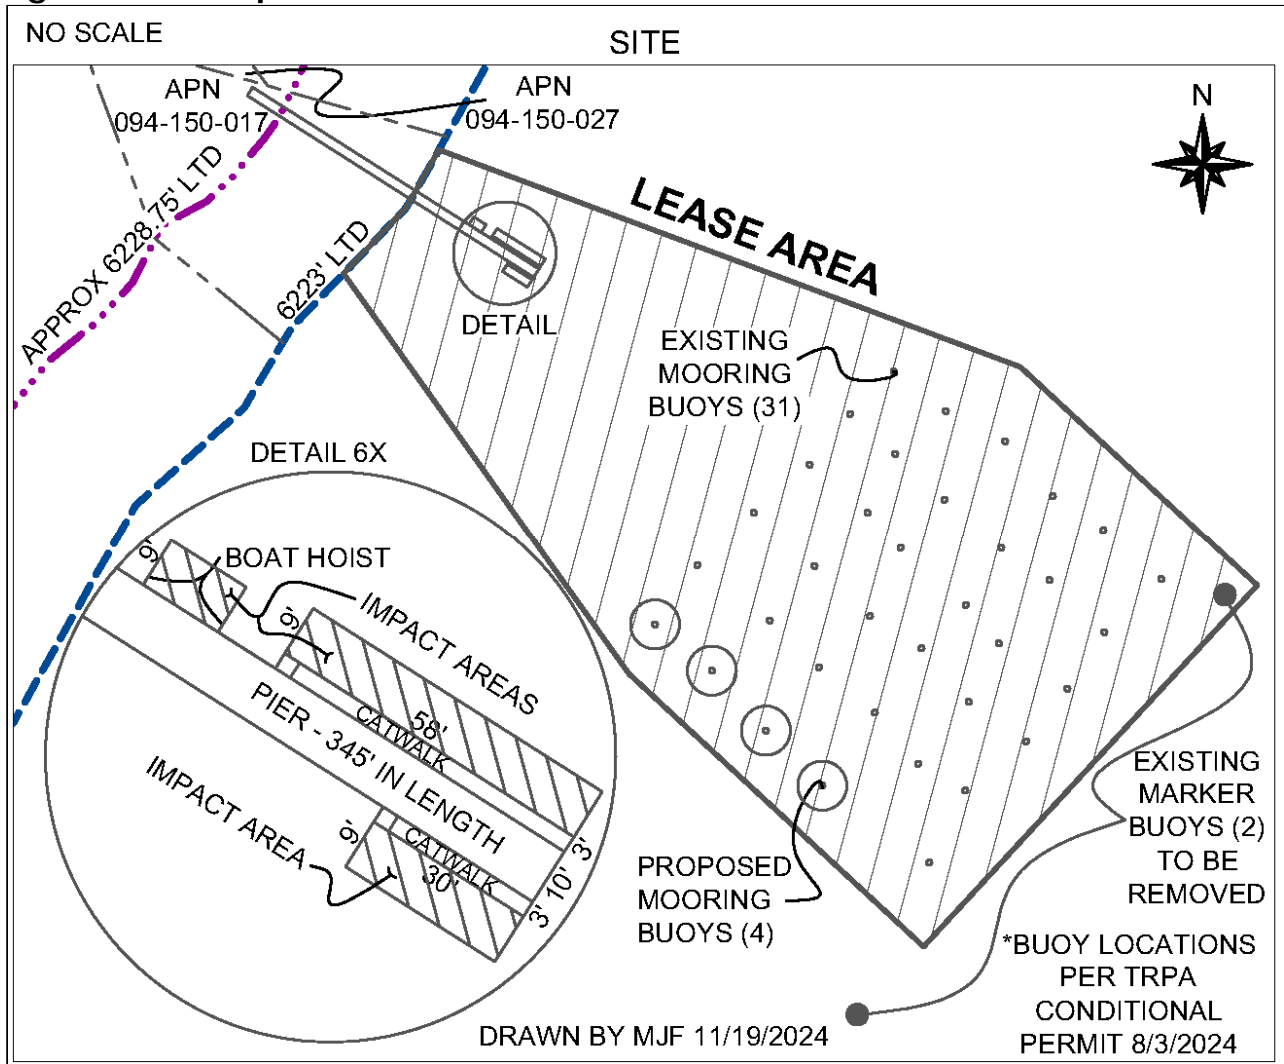 NO SCALE
SITE
APN
094-150-017
APN
094-150-027
N
APPROX 6228.75' LTD
6223' LTD
LEASE AREA
DETAIL
EXISTING
MOORING
BUOYS (31)
DETAIL 6X
9'
BOAT HOIST
9'
IMPACT AREAS
58'
CATWALK
PIER - 345' IN LENGTH
IMPACT AREA
9'
CATWALK
30'
3'
10'
3'
PROPOSED
MOORING
BUOYS (4)
EXISTING
MARKER
BUOYS (2)
TO BE
REMOVED
*BUOY LOCATIONS
PER TRPA
CONDITIONAL
PERMIT 8/3/2024
DRAWN BY MJF 11/19/2024